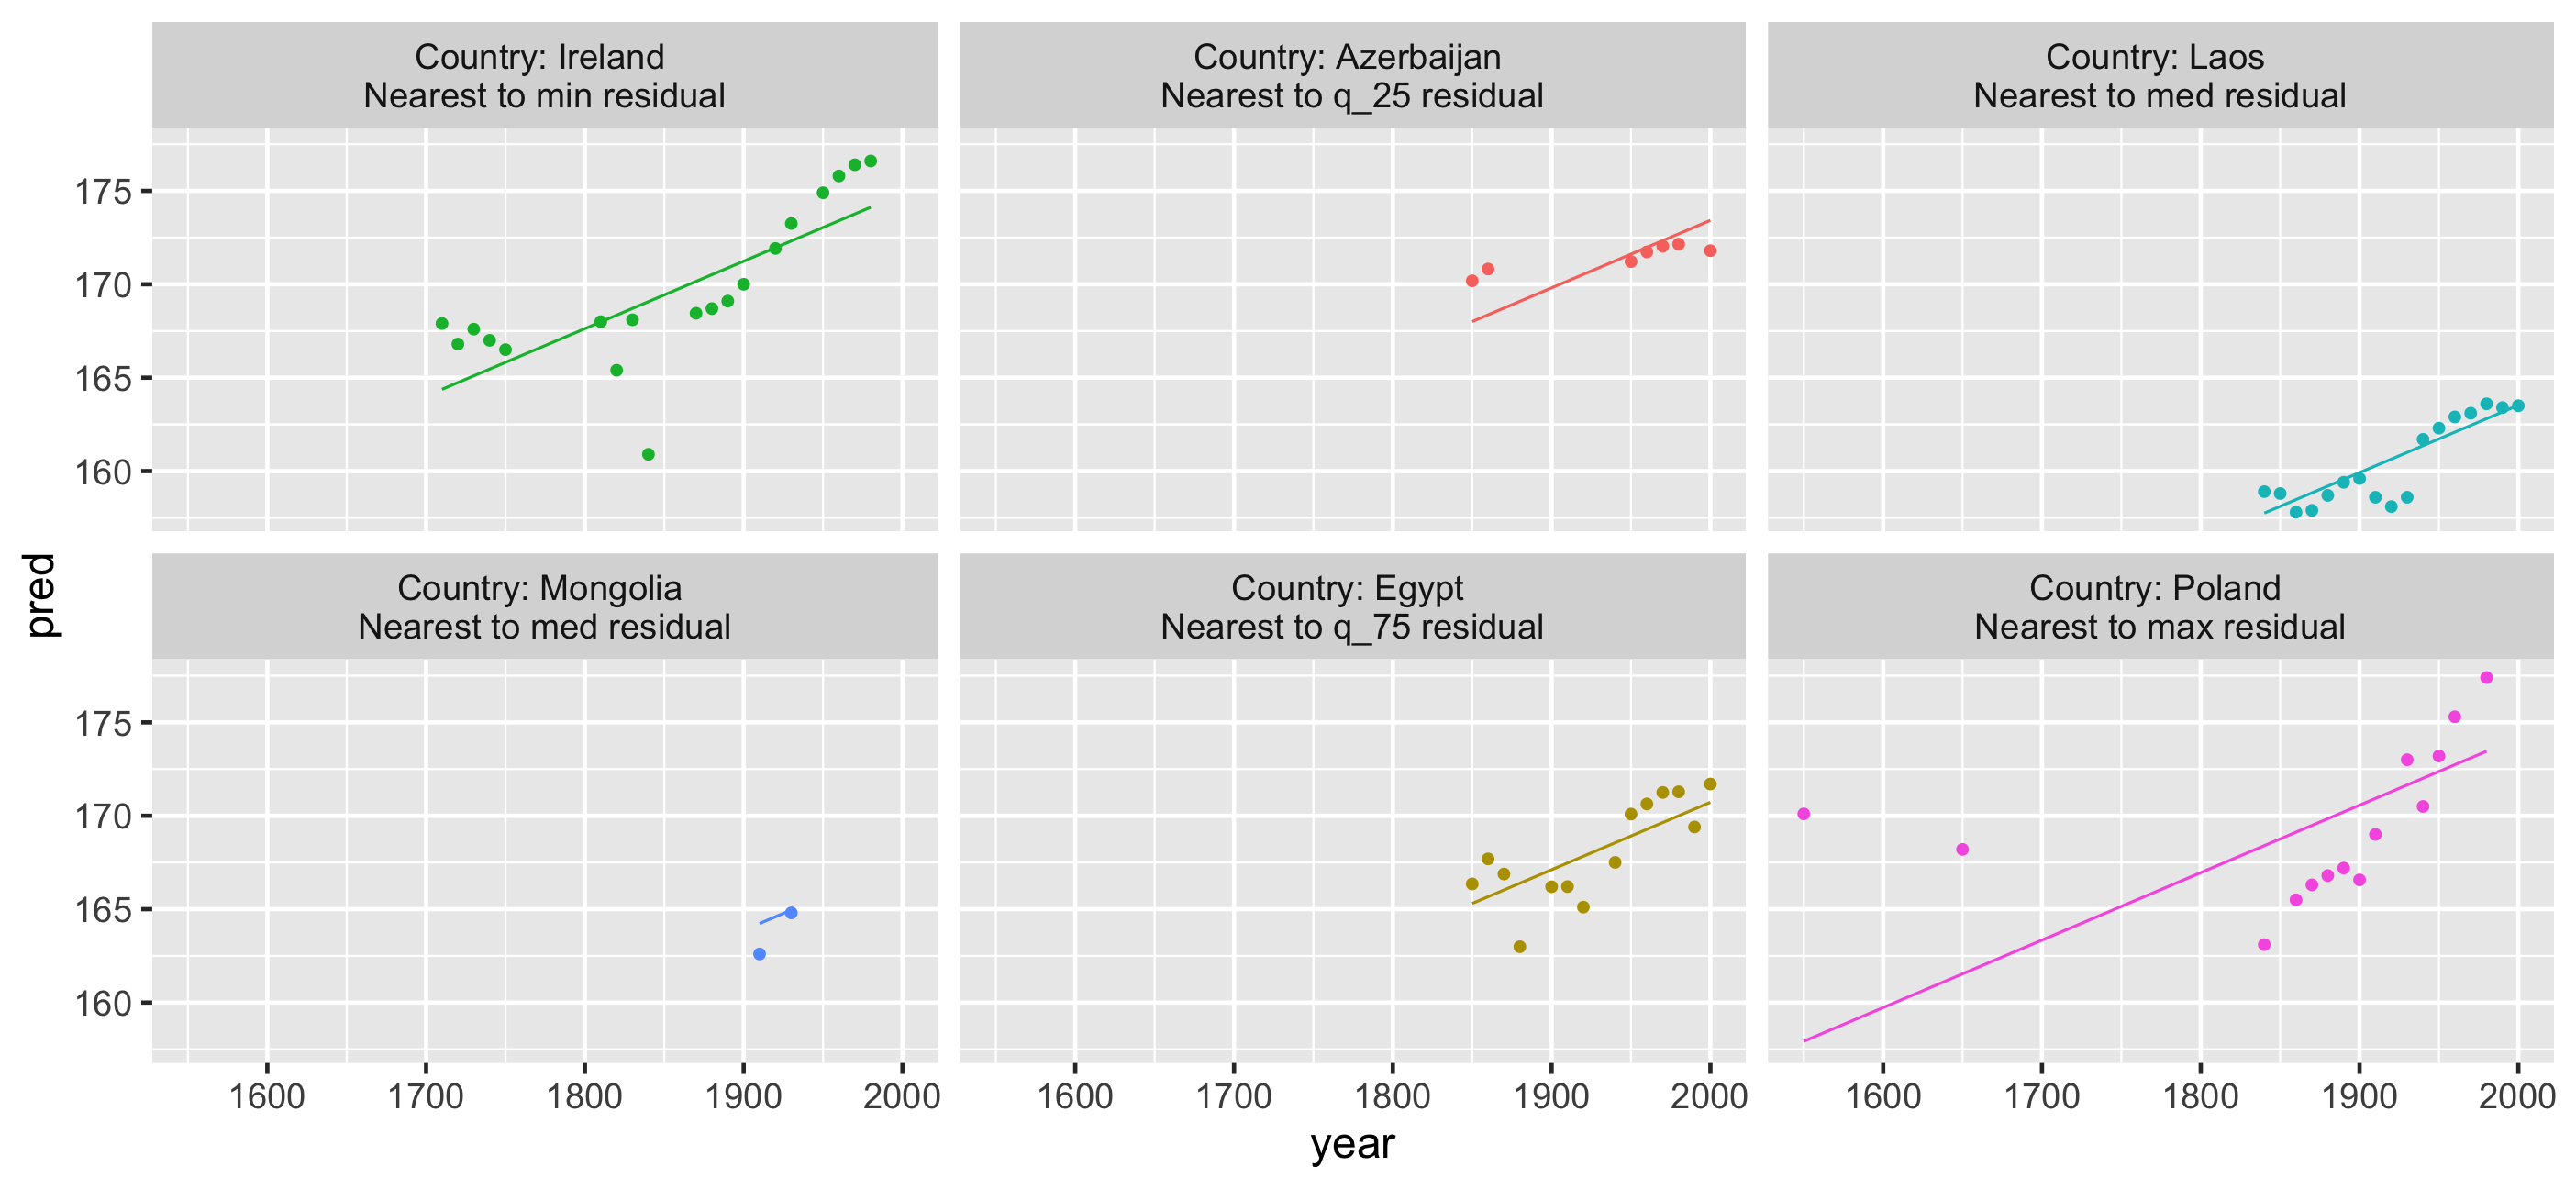 Country: Ireland
Nearest to min residual
Country: Azerbaijan
Nearest to q_25 residual
Country: Laos
Nearest to med residual
175
170
165
160
Country: Mongolia
Nearest to med residual
Country: Egypt
Nearest to q_75 residual
Country: Poland
Nearest to max residual
pred
175
170
165
160
1600 1700 1800 1900 2000
1600 1700 1800 1900 2000
1600 1700 1800 1900 2000
year